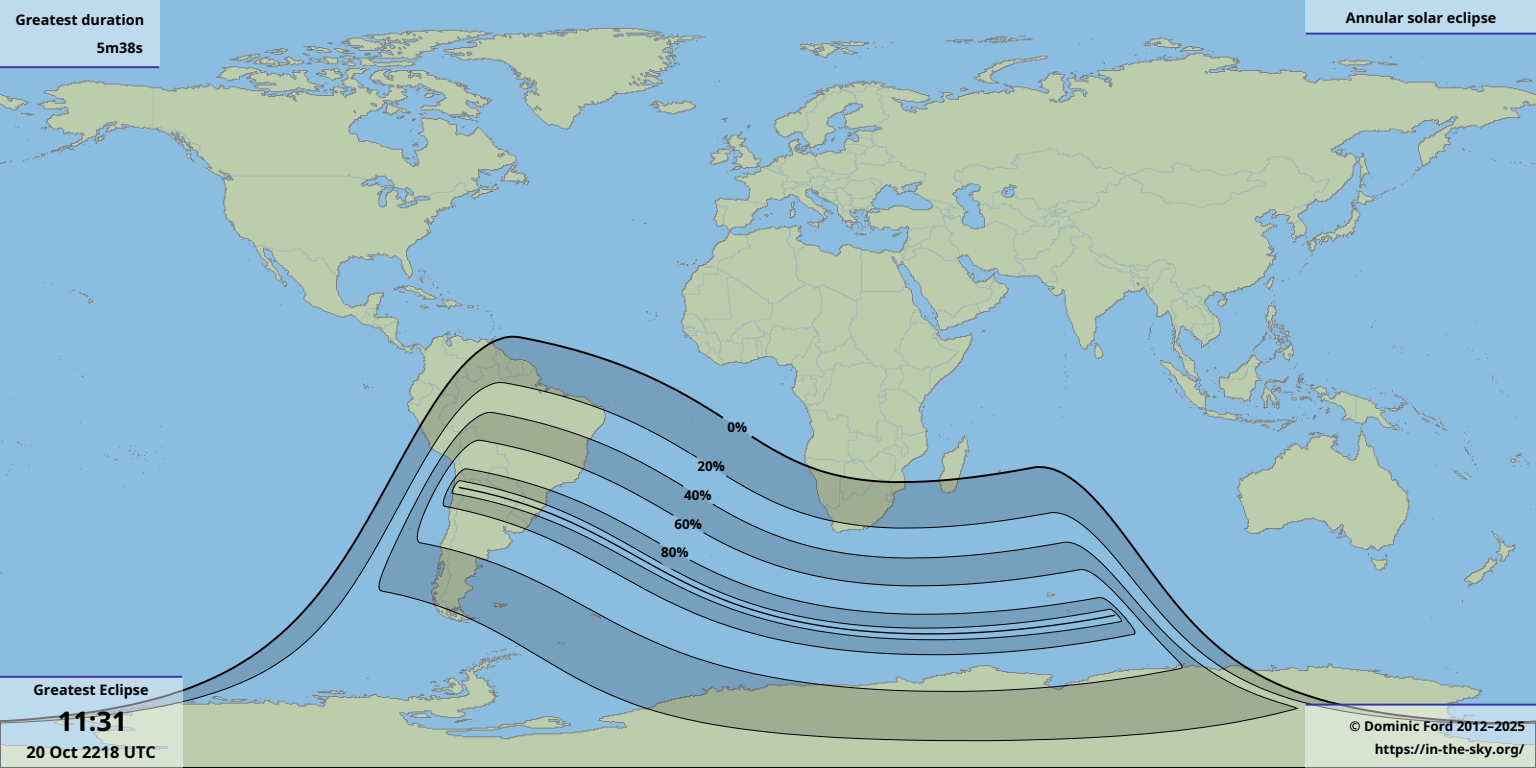 Greatest duration
5m38s
Annular solar eclipse
0%
20%
40%
60%
80%
Greatest Eclipse
11:31
20 Oct 2218 UTC
© Dominic Ford 2012–2025
https://in-the-sky.org/